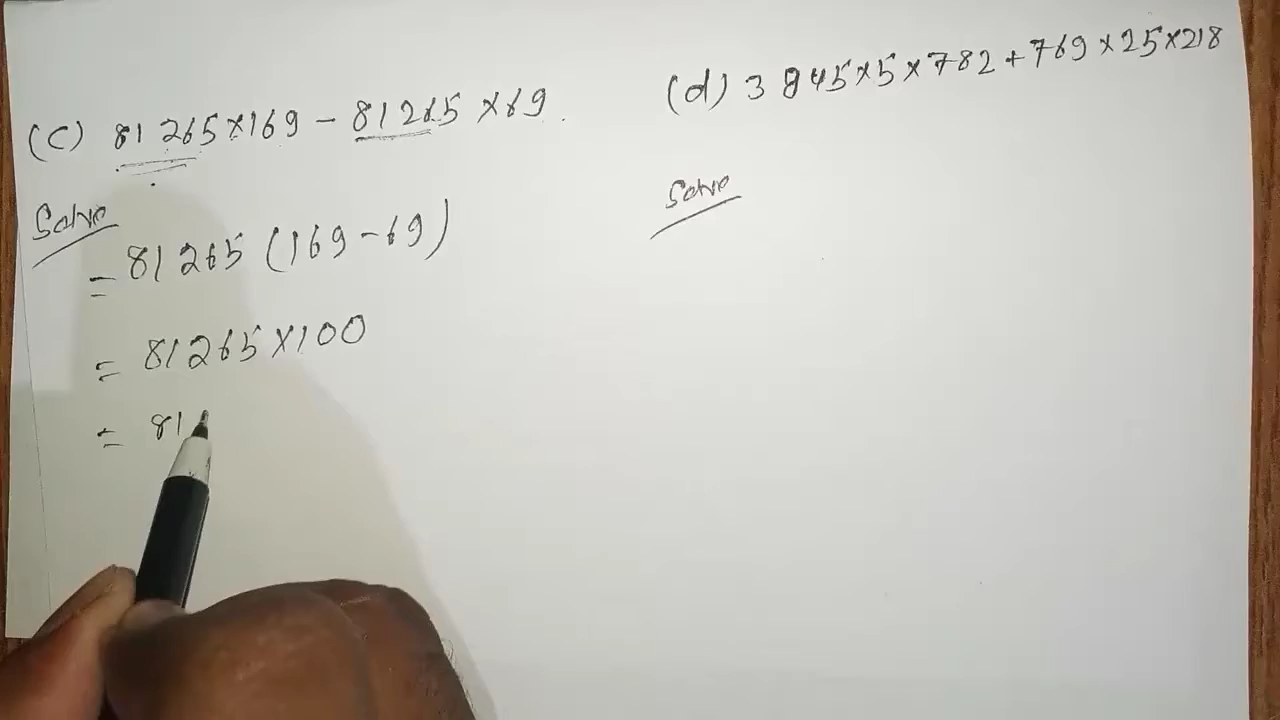 (C) 81265×169 - 81265 ×69.
Solve
= 81265 (169-69)
= 81265×100
= 81
(d) 3845×5×782+769×25×218
Solve